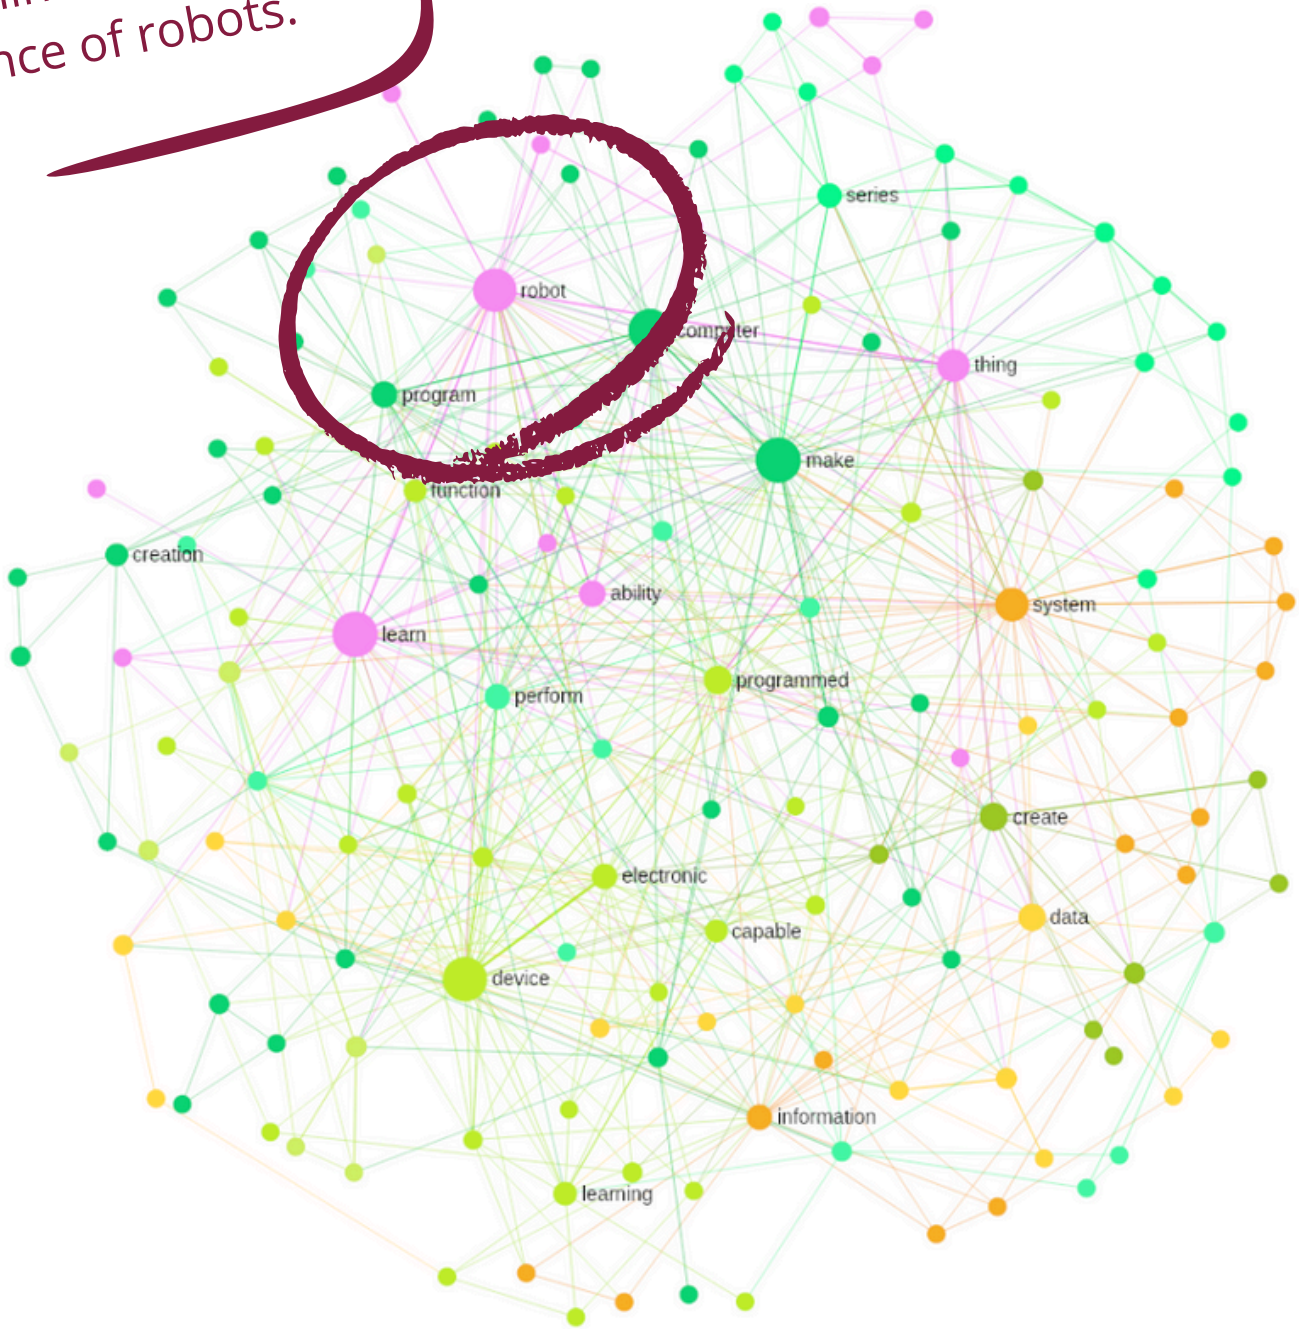 of robots.
series
robot
computer
thing
program
make
function
creation
ability
system
learn
programmed
perform
create
electronic
data
capable
device
information
learning